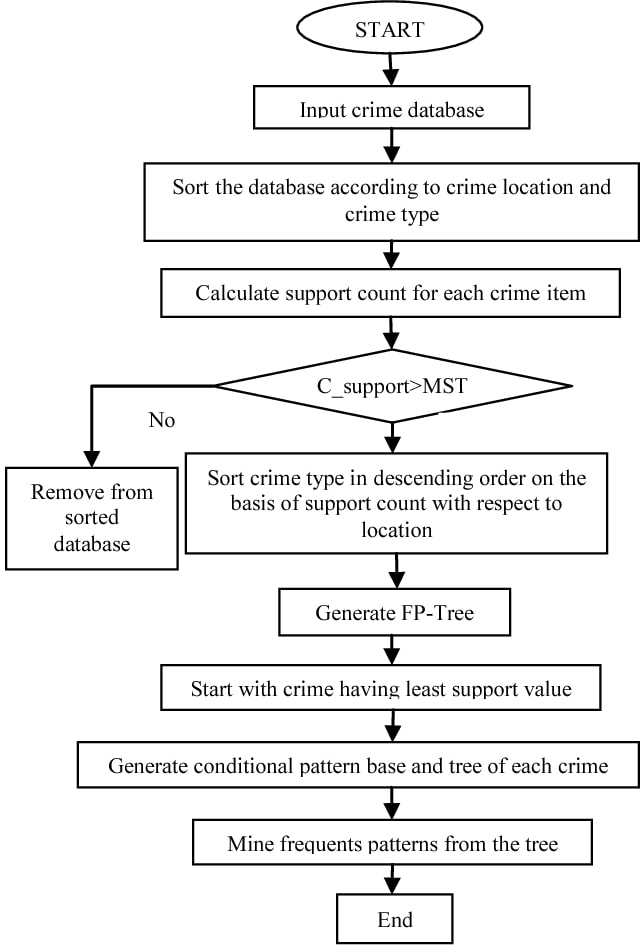 START
Input crime database
Sort the database according to crime location and
crime type
Calculate support count for each crime item
C_support>MST
No
Remove from
sorted
database
Sort crime type in descending order on the
basis of support count with respect to
location
Generate FP-Tree
Start with crime having least support value
Generate conditional pattern base and tree of each crime
Mine frequents patterns from the tree
End